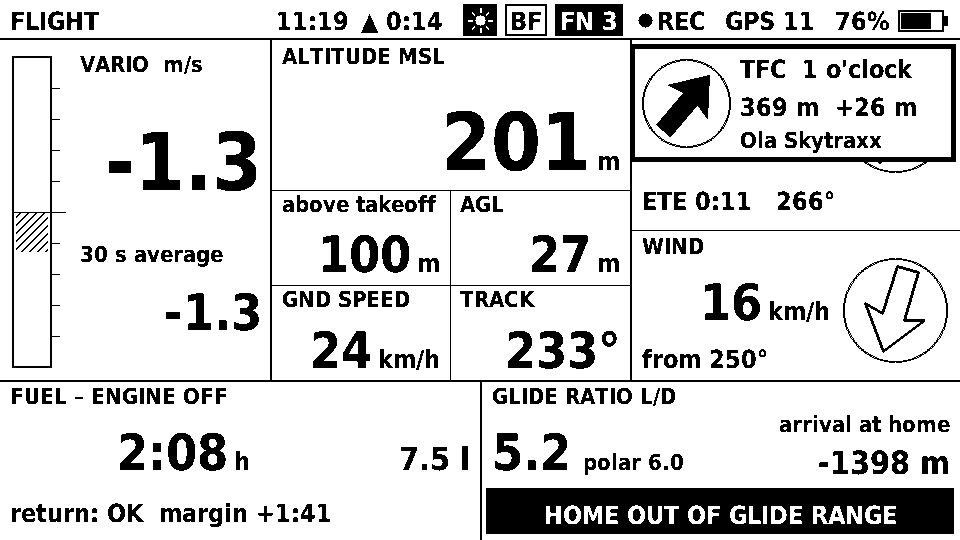 FLIGHT 11:19 ▲ 0:14 BF FN 3 ●REC GPS 11 76%
VARIO m/s
-1.3
30 s average
-1.3
ALTITUDE MSL
201 m
above takeoff
100 m
AGL
27 m
GND SPEED
24 km/h
TRACK
233°
TFC 1 o'clock
369 m +26 m
Ola Skytraxx
ETE 0:11 266°
WIND
16 km/h
from 250°
FUEL – ENGINE OFF
2:08 h 7.5 l
return: OK margin +1:41
GLIDE RATIO L/D
arrival at home
5.2 polar 6.0 -1398 m
HOME OUT OF GLIDE RANGE